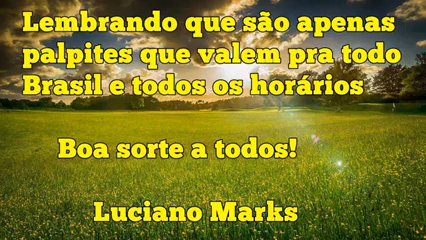 Lembrando que são apenas
palpites que valem pra todo
Brasil e todos os horários
Boa sorte a todos!
Luciano Marks